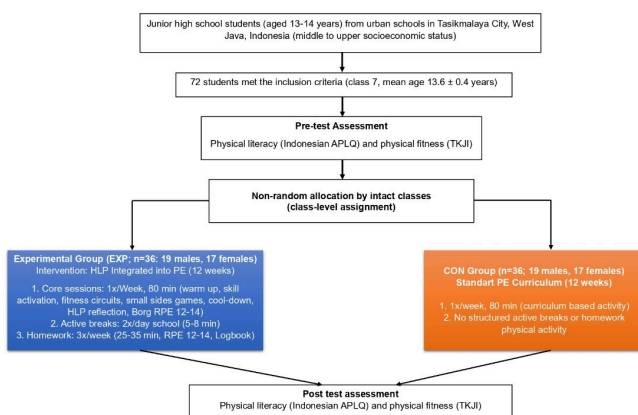 Junior high school students (aged 13-14 years) from urban schools in Tasikmalaya City, West
Java, Indonesia (middle to upper socioeconomic status)
72 students met the inclusion criteria (class 7, mean age 13.6 ± 0.4 years)
Pre-test Assessment
Physical literacy (Indonesian APLQ) and physical fitness (TKJI)
Non-random allocation by intact classes
(class-level assignment)
Experimental Group (EXP; n=36: 19 males, 17 females)
Intervention: HLP Integrated into PE (12 weeks)
1. Core sessions: 1x/Week, 80 min (warm up, skill
activation, fitness circuits, small sides games, cool-down,
HLP reflection, Borg RPE 12-14)
2. Active breaks: 2x/day school (5-8 min)
3. Homework: 3x/week (25-35 min, RPE 12-14, Logbook)
CON Group (n=36; 19 males, 17 females)
Standart PE Curriculum (12 weeks)
1. 1x/week, 80 min (curriculum based activity)
2. No structured active breaks or homework
physical activity
Post test assessment
Physical literacy (Indonesian APLQ) and physical fitness (TKJI)